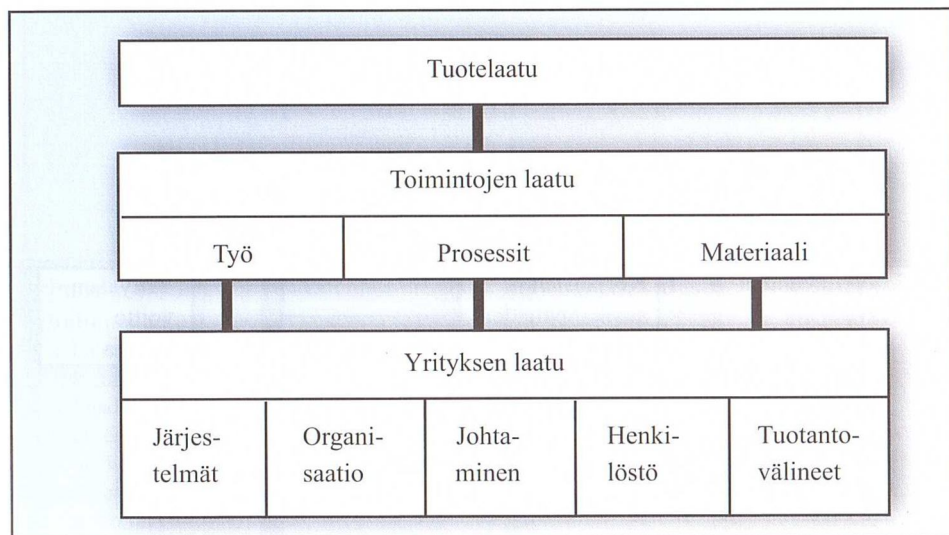 Tuotelaatu
Toimintojen laatu
Työ Prosessit Materiaali
Yrityksen laatu
Järjes- Organi- Johta- Henki- Tuotanto-
telmät saatio minen löstö välineet